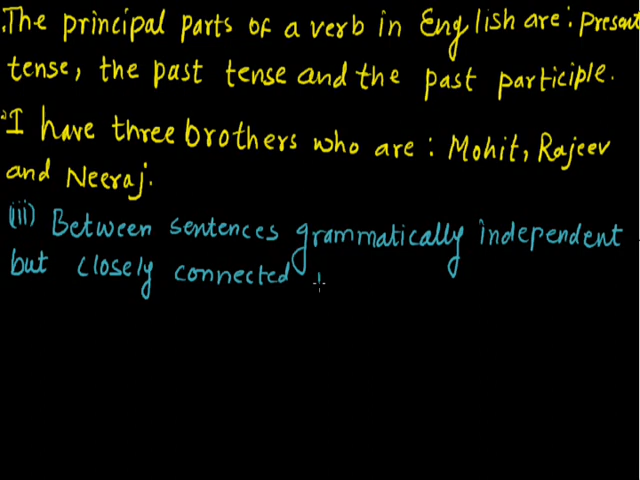 .The principal parts of a verb in English are: present
tense, the past tense and the past participle.
I have three brothers who are: Mohit, Rajeev
and Neeraj.
(iii) Between sentences grammatically independent
but closely connected